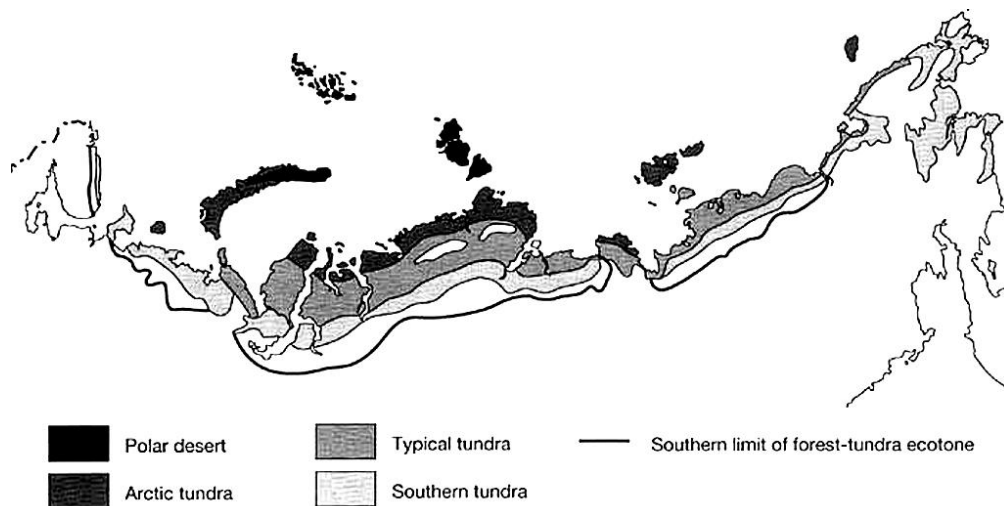 Polar desert
Typical tundra
Southern limit of forest-tundra ecotone
Arctic tundra
Southern tundra